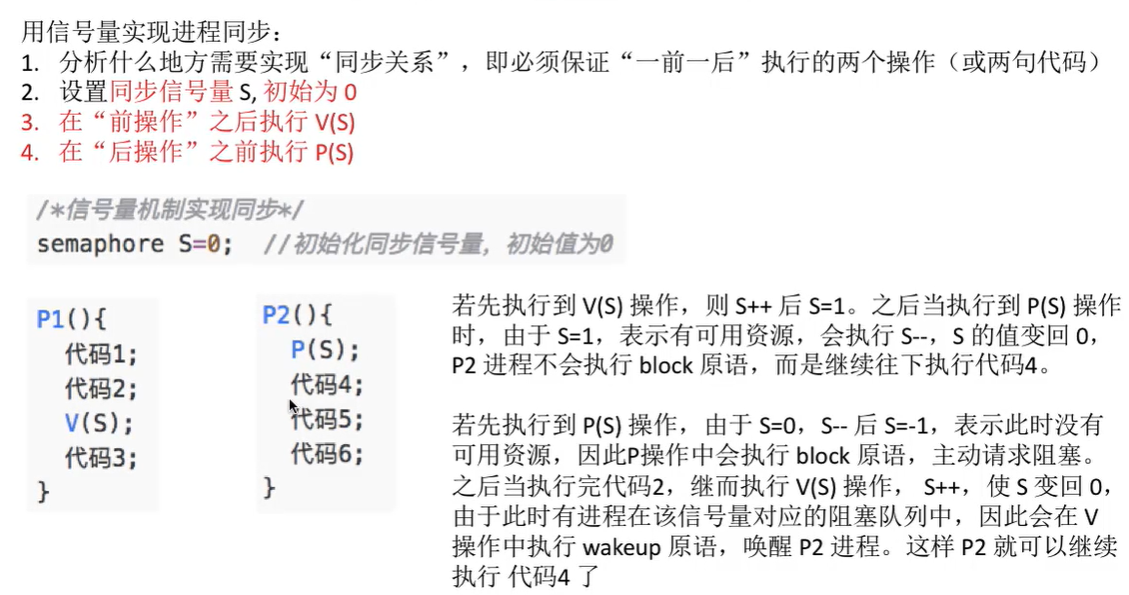 用信号量实现进程同步：
1. 分析什么地方需要实现“同步关系”，即必须保证“一前一后”执行的两个操作（或两句代码）
2. 设置同步信号量 S, 初始为 0
3. 在“前操作”之后执行 V(S)
4. 在“后操作”之前执行 P(S)
/*信号量机制实现同步*/
semaphore S=0; //初始化同步信号量，初始值为0
P1(){
代码1;
代码2;
V(S);
代码3;
}
P2(){
P(S);
代码4;
代码5;
代码6;
}
若先执行到 V(S) 操作，则 S++ 后 S=1。之后当执行到 P(S) 操作
时，由于 S=1，表示有可用资源，会执行 S--，S 的值变回 0，
P2 进程不会执行 block 原语，而是继续往下执行代码4。
若先执行到 P(S) 操作，由于 S=0，S-- 后 S=-1，表示此时没有
可用资源，因此P操作中会执行 block 原语，主动请求阻塞。
之后当执行完代码2，继而执行 V(S) 操作， S++，使 S 变回 0，
由于此时有进程在该信号量对应的阻塞队列中，因此会在 V
操作中执行 wakeup 原语，唤醒 P2 进程。这样 P2 就可以继续
执行 代码4 了